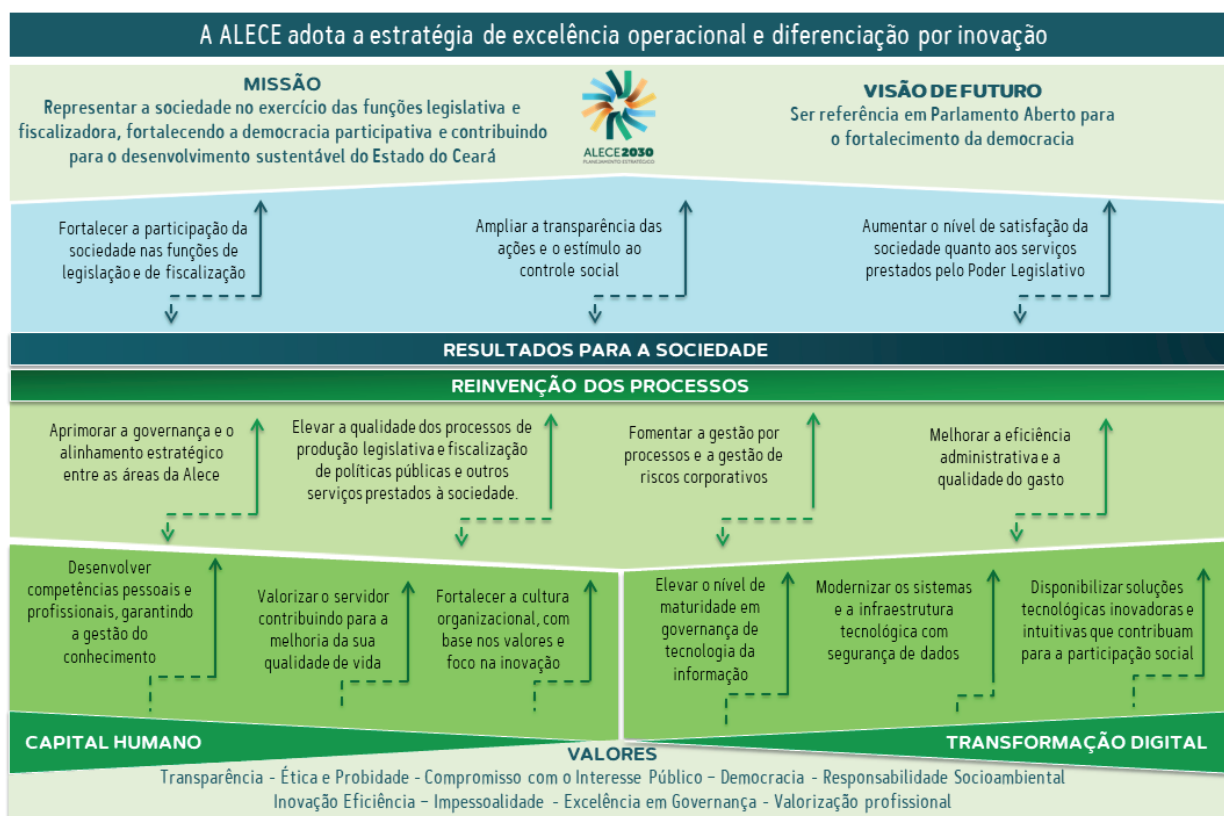 A ALECE adota a estratégia de excelência operacional e diferenciação por inovação
MISSÃO
Representar a sociedade no exercício das funções legislativa e
fiscalizadora, fortalecendo a democracia participativa e contribuindo
para o desenvolvimento sustentável do Estado do Ceará
ALECE2030
PLANEJAMENTO ESTRATÉGICO
VISÃO DE FUTURO
Ser referência em Parlamento Aberto para
o fortalecimento da democracia
Fortalecer a participação da
sociedade nas funções de
legislação e de fiscalização
Ampliar a transparência das
ações e o estímulo ao
controle social
Aumentar o nível de satisfação da
sociedade quanto aos serviços
prestados pelo Poder Legislativo
RESULTADOS PARA A SOCIEDADE
REINVENÇÃO DOS PROCESSOS
Aprimorar a governança e o
alinhamento estratégico
entre as áreas da Alece
Elevar a qualidade dos processos de
produção legislativa e fiscalização
de políticas públicas e outros
serviços prestados à sociedade.
Fomentar a gestão por
processos e a gestão de
riscos corporativos
Melhorar a eficiência
administrativa e a
qualidade do gasto
Desenvolver
competências pessoais e
profissionais, garantindo
a gestão do
conhecimento
Valorizar o servidor
contribuindo para a
melhoria da sua
qualidade de vida
Fortalecer a cultura
organizacional, com
base nos valores e
foco na inovação
Elevar o nível de
maturidade em
governança de
tecnologia da
informação
Modernizar os sistemas
e a infraestrutura
tecnológica com
segurança de dados
Disponibilizar soluções
tecnológicas inovadoras e
intuitivas que contribuam
para a participação social
CAPITAL HUMANO
TRANSFORMAÇÃO DIGITAL
VALORES
Transparência - Ética e Probidade - Compromisso com o Interesse Público – Democracia - Responsabilidade Socioambiental
Inovação Eficiência – Impessoalidade - Excelência em Governança - Valorização profissional